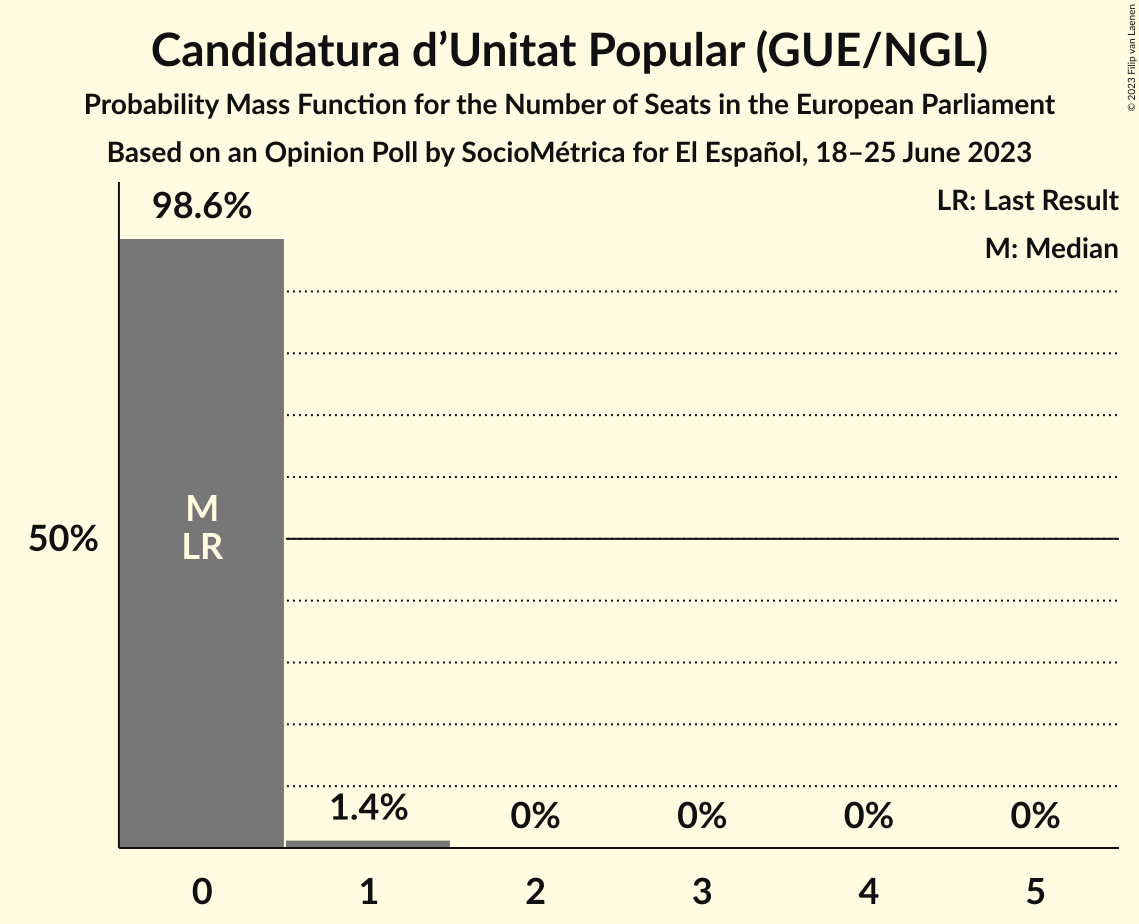 Candidatura d’Unitat Popular (GUE/NGL)
Probability Mass Function for the Number of Seats in the European Parliament
Based on an Opinion Poll by SocioMétrica for El Español, 18–25 June 2023
© 2023 Filip van Laenen
LR: Last Result
M: Median
98.6%
M
LR
50%
1.4%
0%
0%
0%
0%
0
1
2
3
4
5